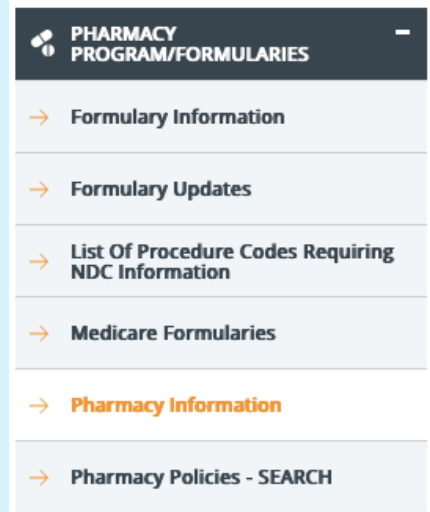 PHARMACY
PROGRAM/FORMULARIES
Formulary Information
Formulary Updates
List Of Procedure Codes Requiring
NDC Information
Medicare Formularies
Pharmacy Information
Pharmacy Policies - SEARCH